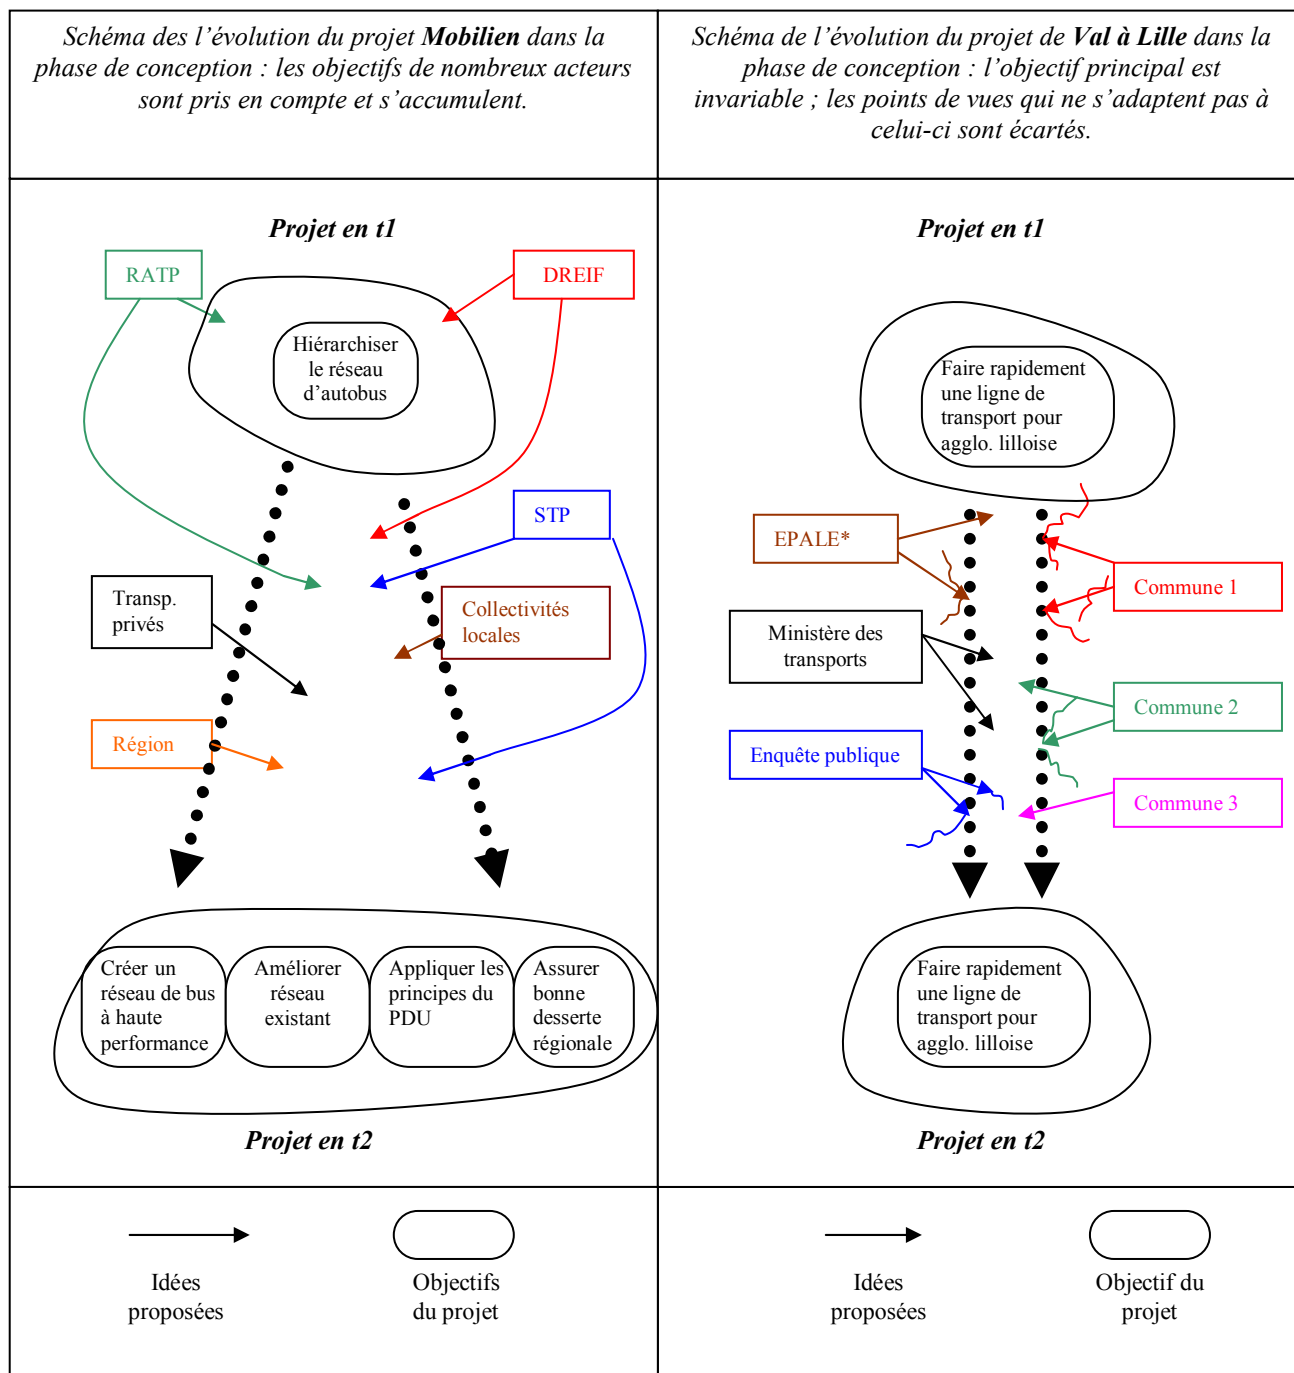 Schéma des l'évolution du projet Mobilien dans la
phase de conception : les objectifs de nombreux acteurs
sont pris en compte et s'accumulent.
Schéma de l'évolution du projet de Val à Lille dans la
phase de conception : l'objectif principal est
invariable ; les points de vues qui ne s'adaptent pas à
celui-ci sont écartés.
Projet en t1
RATP
DREIF
Hiérarchiser
le réseau
d'autobus
STP
Transp.
privés
Collectivités
locales
Région
Créer un
réseau de bus
à haute
performance
Améliorer
réseau
existant
Appliquer les
principes du
PDU
Assurer
bonne
desserte
régionale
Projet en t2
Projet en t1
Faire rapidement
une ligne de
transport pour
agglo. lilloise
EPALE*
Commune 1
Ministère des
transports
Commune 2
Enquête publique
Commune 3
Faire rapidement
une ligne de
transport pour
agglo. lilloise
Projet en t2
Idées
proposées
Objectifs
du projet
Idées
proposées
Objectif du
projet